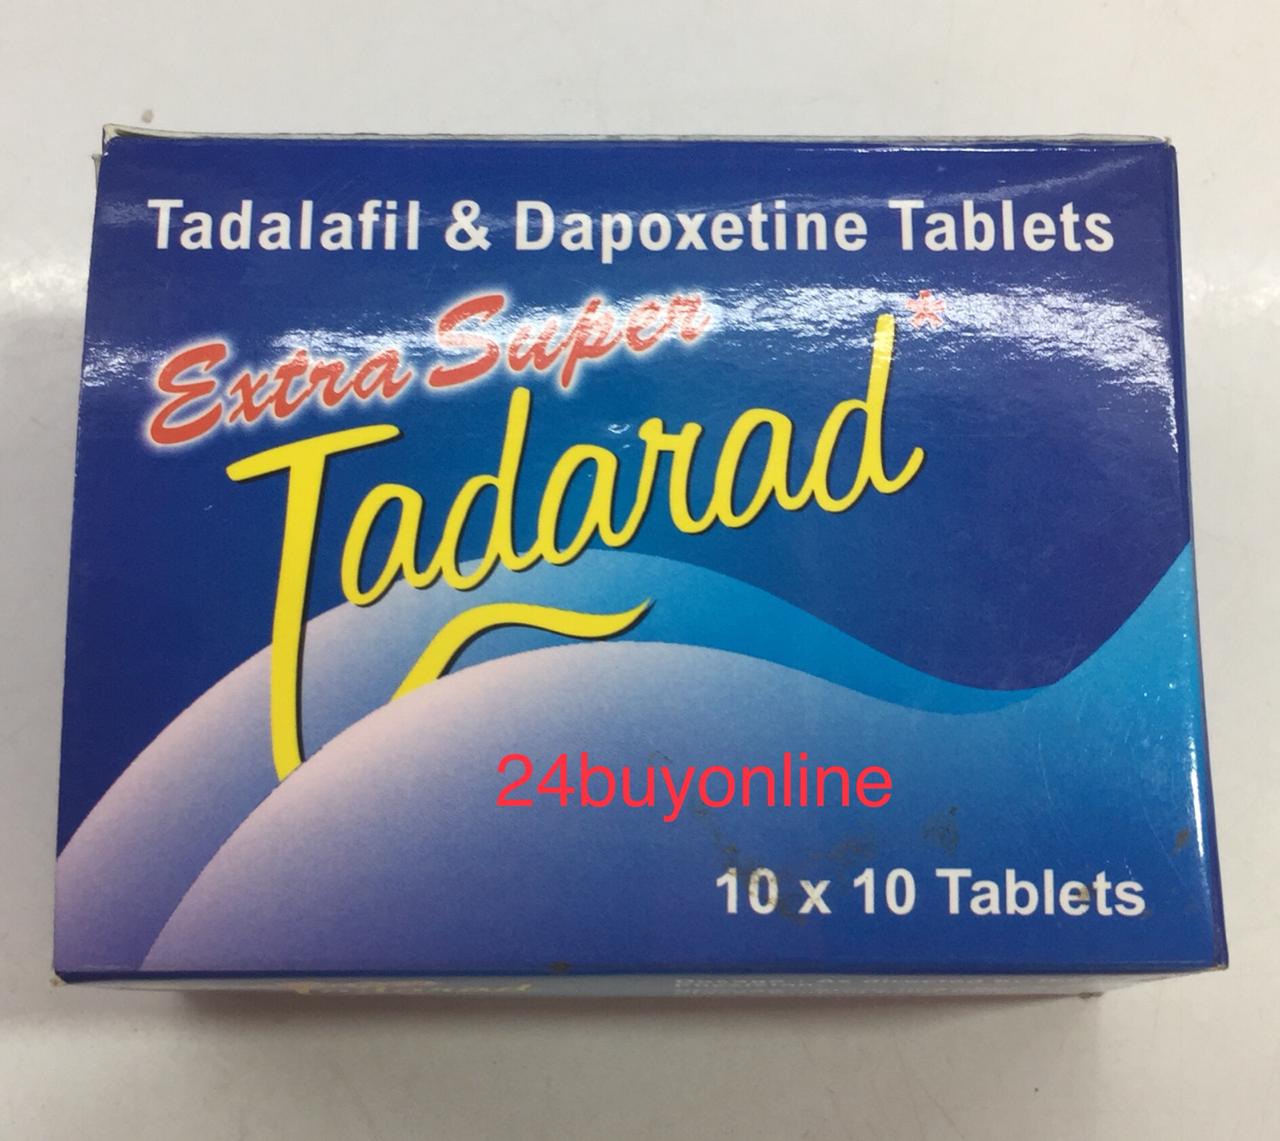 Tadalafil & Dapoxetine Tablets
Extra Super
Tadarad*
24buyonline
10 x 10 Tablets